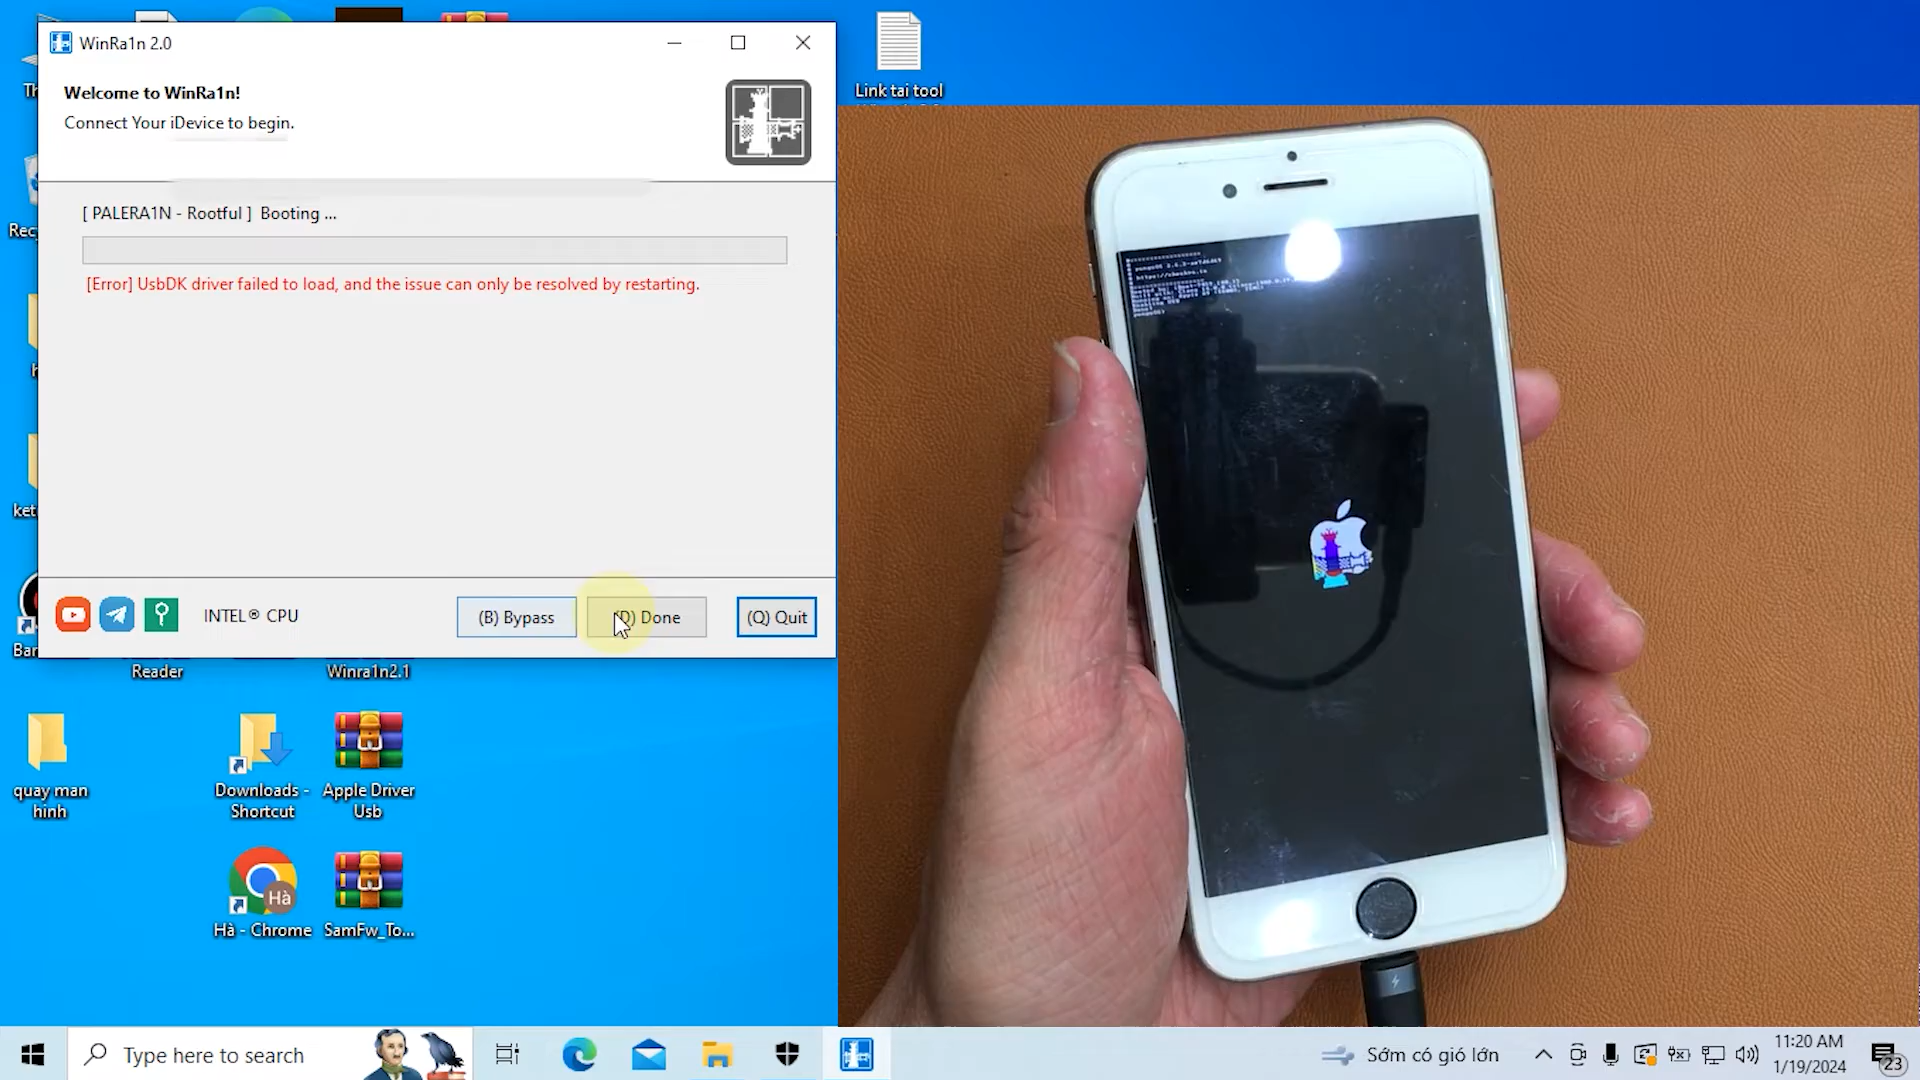 WinRa1n 2.0
Welcome to WinRa1n!
Connect Your iDevice to begin.
[ PALERA1N - Rootful ] Booting ...
[Error] UsbDK driver failed to load, and the issue can only be resolved by restarting.
INTEL® CPU
(B) Bypass
(D) Done
(Q) Quit
Link tai tool
Reader
Winra1n2.1
quay man
hinh
Downloads -
Shortcut
Apple Driver
Usb
Hà
Hà - Chrome
SamFw_To...
Type here to search
Sớm có gió lớn
11:20 AM
1/19/2024
23